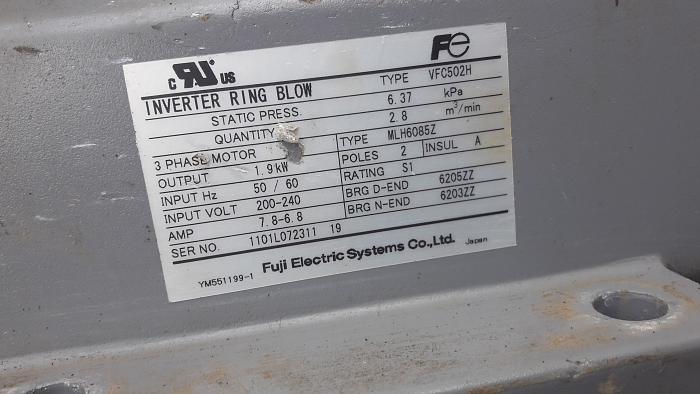 c RU US Fe
INVERTER RING BLOW TYPE VFC502H
STATIC PRESS. 6.37 kPa
QUANTITY 2.8 m³/min
3 PHASE MOTOR TYPE MLH6085Z
OUTPUT 1.9kW POLES 2 INSUL A
INPUT Hz 50 / 60 RATING S1
INPUT VOLT 200-240 BRG D-END 6205ZZ
AMP 7.8-6.8 BRG N-END 6203ZZ
SER NO. 1101L072311 19
YM551199-1 Fuji Electric Systems Co.,Ltd. Japan